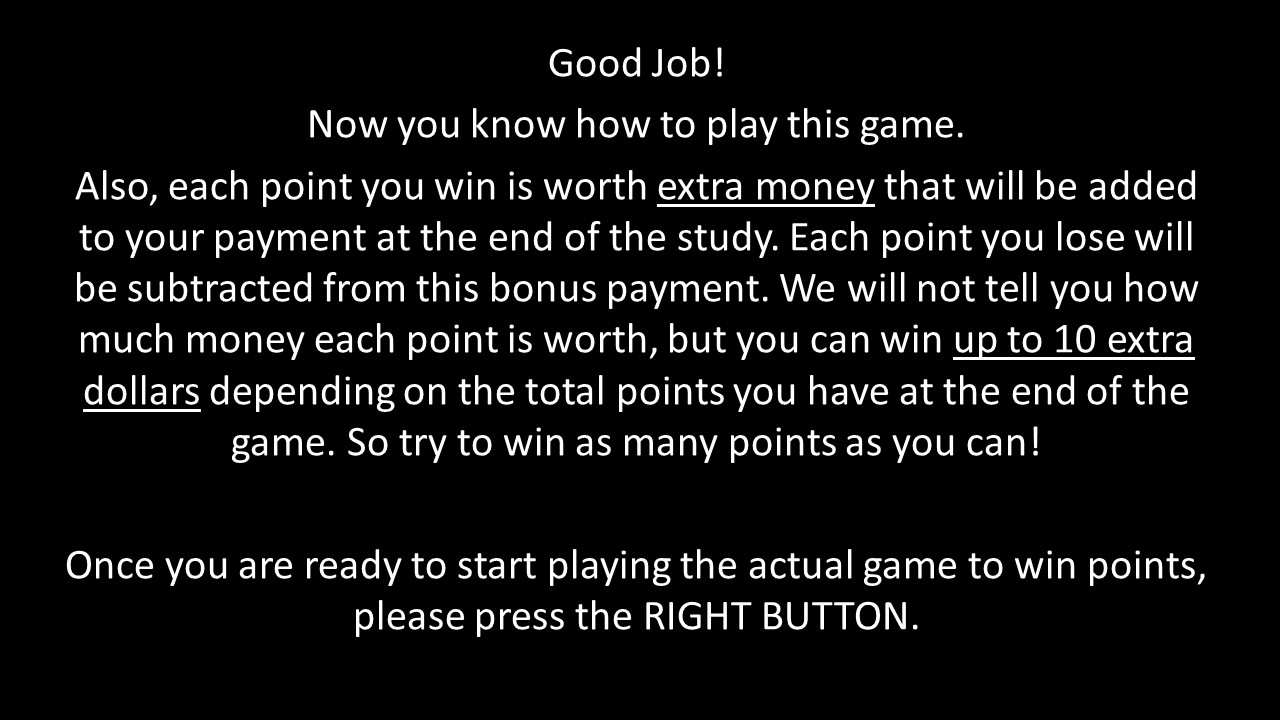 Good Job!
Now you know how to play this game.
Also, each point you win is worth extra money that will be added
to your payment at the end of the study. Each point you lose will
be subtracted from this bonus payment. We will not tell you how
much money each point is worth, but you can win up to 10 extra
dollars depending on the total points you have at the end of the
game. So try to win as many points as you can!
Once you are ready to start playing the actual game to win points,
please press the RIGHT BUTTON.